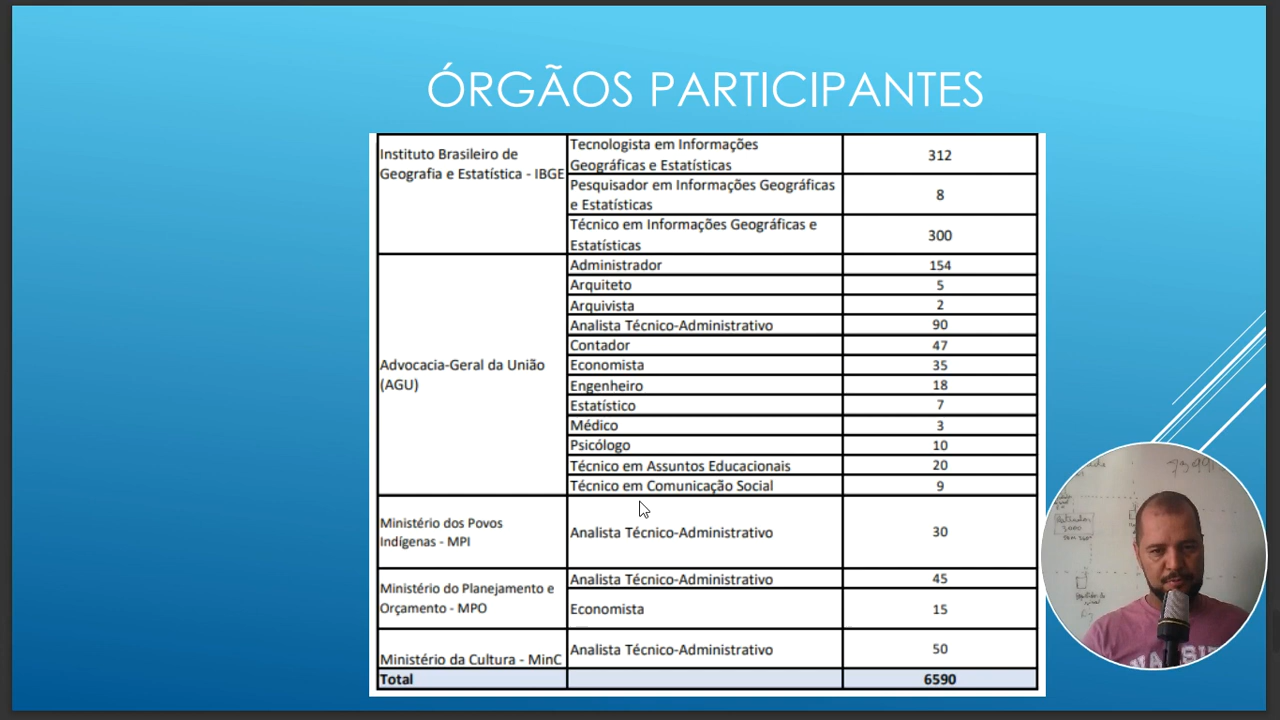 ÓRGÃOS PARTICIPANTES
Instituto Brasileiro de
Geografia e Estatística - IBGE
Tecnologista em Informações
Geográficas e Estatísticas
312
Pesquisador em Informações Geográficas
e Estatísticas
8
Técnico em Informações Geográficas e
Estatísticas
300
Advocacia-Geral da União
(AGU)
Administrador
154
Arquiteto
5
Arquivista
2
Analista Técnico-Administrativo
90
Contador
47
Economista
35
Engenheiro
18
Estatístico
7
Médico
3
Psicólogo
10
Técnico em Assuntos Educacionais
20
Técnico em Comunicação Social
9
Ministério dos Povos
Indígenas - MPI
Analista Técnico-Administrativo
30
Ministério do Planejamento e
Orçamento - MPO
Analista Técnico-Administrativo
45
Economista
15
Ministério da Cultura - MinC
Analista Técnico-Administrativo
50
Total
6590